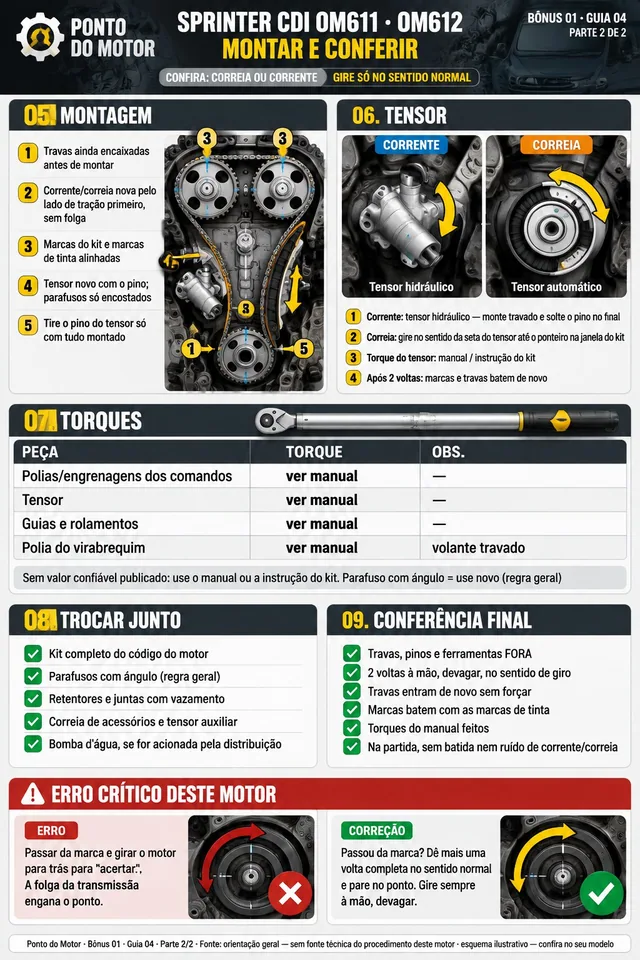 PONTO
DO MOTOR
SPRINTER CDI OM611 · OM612
MONTAR E CONFERIR
CONFIRA: CORREIA OU CORRENTE
GIRE SÓ NO SENTIDO NORMAL
BÔNUS 01 · GUIA 04
PARTE 2 DE 2
05. MONTAGEM
1 Travas ainda encaixadas
antes de montar
2 Corrente/correia nova pelo
lado de tração primeiro,
sem folga
3 Marcas do kit e marcas
de tinta alinhadas
4 Tensor novo com o pino;
parafusos só encostados
5 Tire o pino do tensor só
com tudo montado
3
3
1
5
06. TENSOR
CORRENTE
CORREIA
Tensor hidráulico
Tensor automático
1 Corrente: tensor hidráulico — monte travado e solte o pino no final
2 Correia: gire no sentido da seta do tensor até o ponteiro na janela do kit
3 Torque do tensor: manual / instrução do kit
4 Após 2 voltas: marcas e travas batem de novo
07. TORQUES
PEÇA TORQUE OBS.
Polias/engrenagens dos comandos ver manual —
Tensor ver manual —
Guias e rolamentos ver manual —
Polia do virabrequim ver manual volante travado
Sem valor confiável publicado: use o manual ou a instrução do kit. Parafuso com ângulo = use novo (regra geral)
08. TROCAR JUNTO
Kit completo do código do motor
Parafusos com ângulo (regra geral)
Retentores e juntas com vazamento
Correia de acessórios e tensor auxiliar
Bomba d'água, se for acionada pela distribuição
09. CONFERÊNCIA FINAL
Travas, pinos e ferramentas FORA
2 voltas à mão, devagar, no sentido de giro
Travas entram de novo sem forçar
Marcas batem com as marcas de tinta
Torques do manual feitos
Na partida, sem batida nem ruído de corrente/correia
ERRO CRÍTICO DESTE MOTOR
ERRO
Passar da marca e girar o motor
para trás para "acertar".
A folga da transmissão
engana o ponto.
CORREÇÃO
Passou da marca? Dê mais uma
volta completa no sentido normal
e pare no ponto. Gire sempre
à mão, devagar.
Ponto do Motor · Bônus 01 · Guia 04 · Parte 2/2 · Fonte: orientação geral — sem fonte técnica do procedimento deste motor · esquema ilustrativo — confira no seu modelo